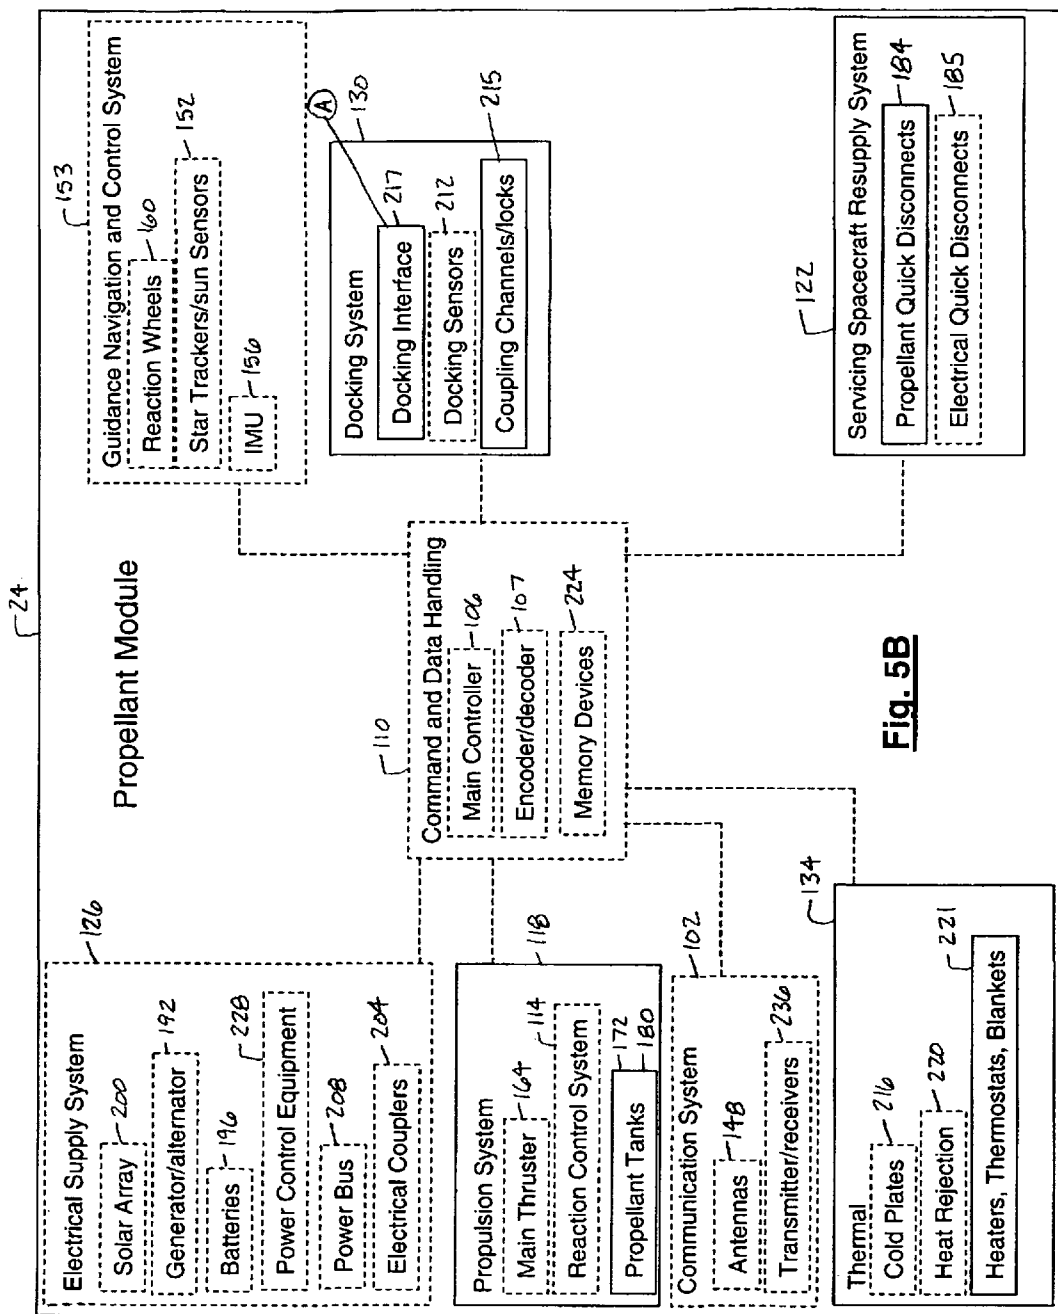 24
Propellant Module
Electrical Supply System
126
Solar Array
200
Generator/alternator
192
Batteries
196
228
Power Control Equipment
Power Bus
208
Electrical Couplers
204
Propulsion System
118
Main Thruster
164
114
Reaction Control System
172
Propellant Tanks
180
Communication System
102
Antennas
148
Transmitter/receivers
236
Thermal
134
Cold Plates
216
Heat Rejection
220
221
Heaters, Thermostats, Blankets
110
Command and Data Handling
Main Controller
106
Encoder/decoder
107
Memory Devices
224
153
Guidance Navigation and Control System
Reaction Wheels
160
Star Trackers/sun Sensors
152
IMU
156
A
130
Docking System
Docking Interface
217
Docking Sensors
212
Coupling Channels/locks
215
122
Servicing Spacecraft Resupply System
Propellant Quick Disconnects
184
Electrical Quick Disconnects
185
Fig. 5B